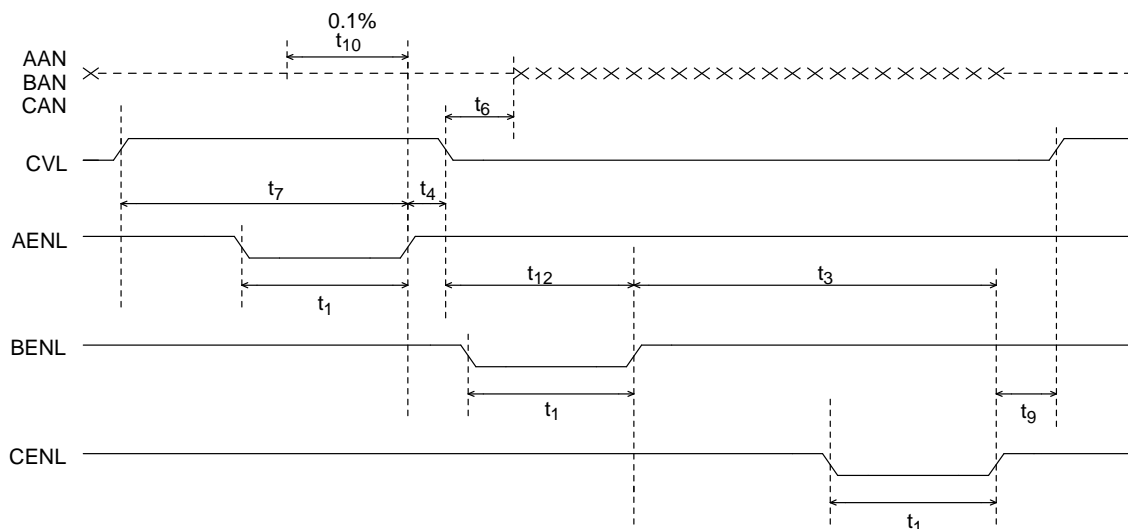 0.1%
t10
AAN
BAN
CAN
t6
CVL
t7
t4
AENL
t12
t3
t1
BENL
t1
t9
CENL
t1